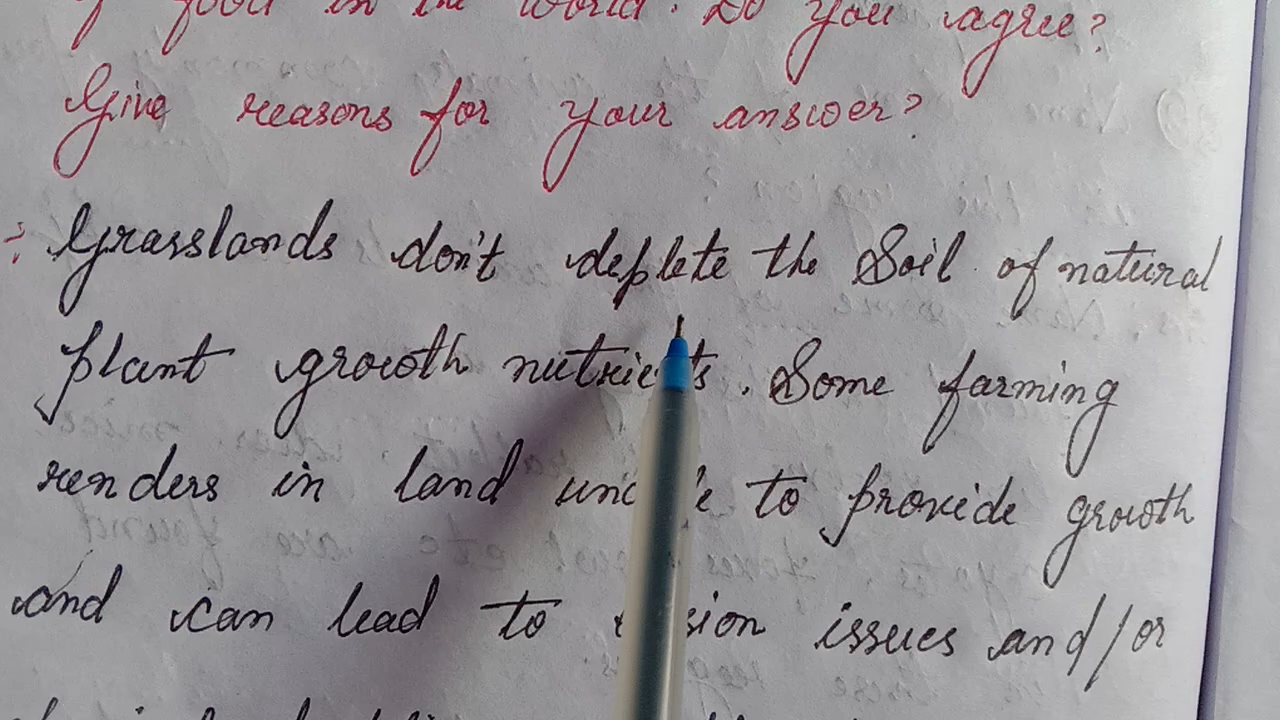 food in the world. Do you agree?
Give reasons for your answer?
Grasslands don't deplete the Soil of natural
plant growth nutrients. Some farming
renders in land to provide growth
and can lead to issues and/or